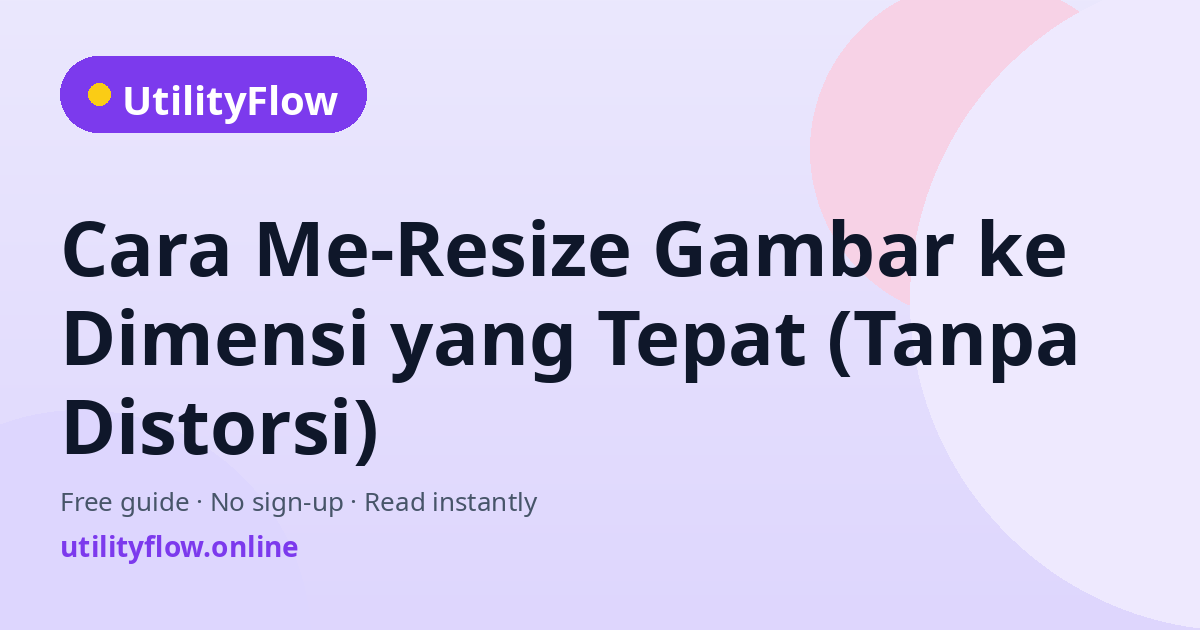 UtilityFlow
Cara Me-Resize Gambar ke
Dimensi yang Tepat (Tanpa
Distorsi)
Free guide · No sign-up · Read instantly
utilityflow.online